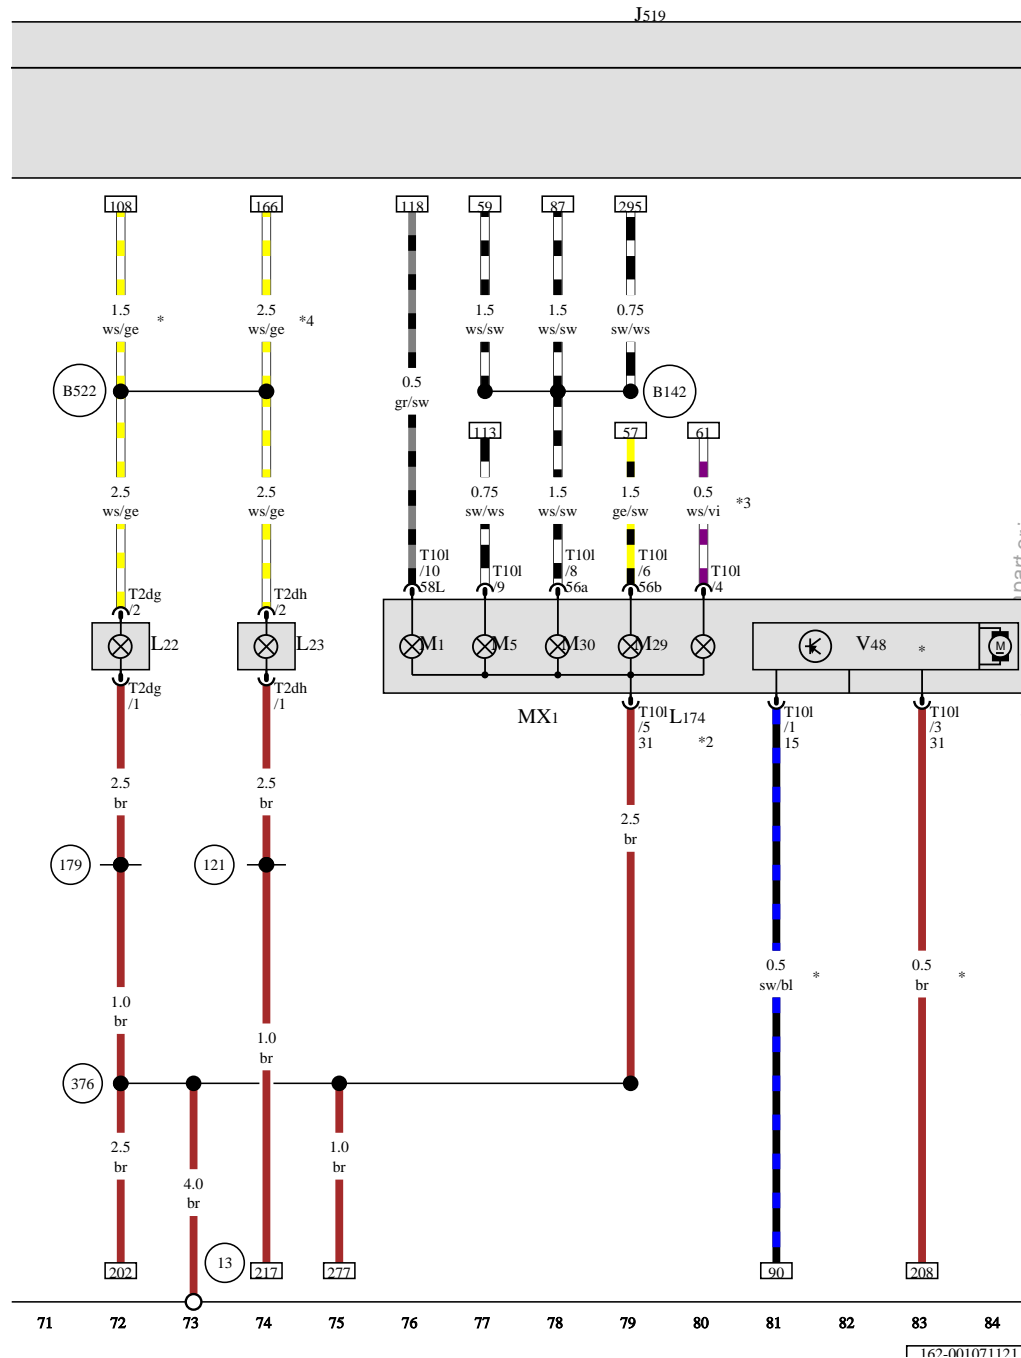 J519
108
166
118
59
87
295
1.5
ws/ge
*
2.5
ws/ge
*4
1.5
ws/sw
1.5
ws/sw
0.75
sw/ws
0.5
gr/sw
B522
B142
113
57
61
2.5
ws/ge
2.5
ws/ge
0.75
sw/ws
1.5
ws/sw
1.5
ge/sw
0.5
ws/vi
*3
T10l
/10
58L
T10l
/9
T10l
/8
56a
T10l
/6
56b
T10l
/4
T2dg
/2
T2dh
/2
L22
L23
M1
M5
M30
M29
V48
*
M
T2dg
/1
T2dh
/1
MX1
T10l
/5
31
L174
*2
T10l
/1
15
T10l
/3
31
2.5
br
2.5
br
2.5
br
179
121
0.5
sw/bl
*
0.5
br
*
1.0
br
1.0
br
376
2.5
br
4.0
br
1.0
br
13
202
217
277
90
208
71 72 73 74 75 76 77 78 79 80 81 82 83 84
162-001071121